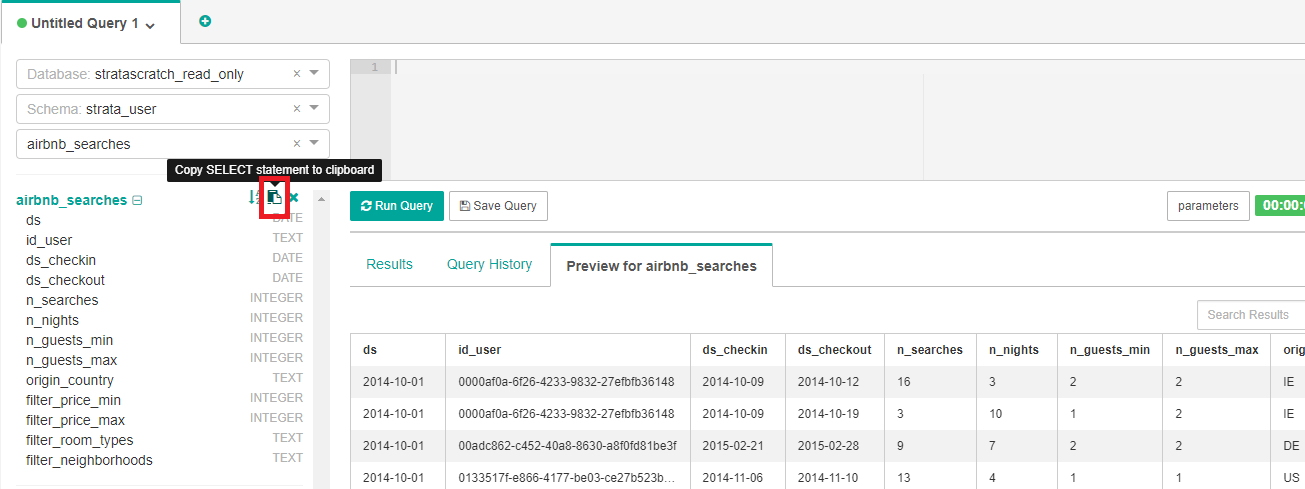 Untitled Query 1
Database: stratascratch_read_only
Schema: strata_user
airbnb_searches
Copy SELECT statement to clipboard
airbnb_searches
ds DATE
id_user TEXT
ds_checkin DATE
ds_checkout DATE
n_searches INTEGER
n_nights INTEGER
n_guests_min INTEGER
n_guests_max INTEGER
origin_country TEXT
filter_price_min INTEGER
filter_price_max INTEGER
filter_room_types TEXT
filter_neighborhoods TEXT
1
Run Query Save Query parameters 00:00:
Results Query History Preview for airbnb_searches
Search Results
ds id_user ds_checkin ds_checkout n_searches n_nights n_guests_min n_guests_max orig
2014-10-01 0000af0a-6f26-4233-9832-27efbfb36148 2014-10-09 2014-10-12 16 3 2 2 IE
2014-10-01 0000af0a-6f26-4233-9832-27efbfb36148 2014-10-09 2014-10-19 3 10 1 2 IE
2014-10-01 00adc862-c452-40a8-8630-a8f0fd81be3f 2015-02-21 2015-02-28 9 7 2 2 DE
2014-10-01 0133517f-e866-4177-be03-ce27b523b... 2014-11-06 2014-11-10 13 4 1 1 US